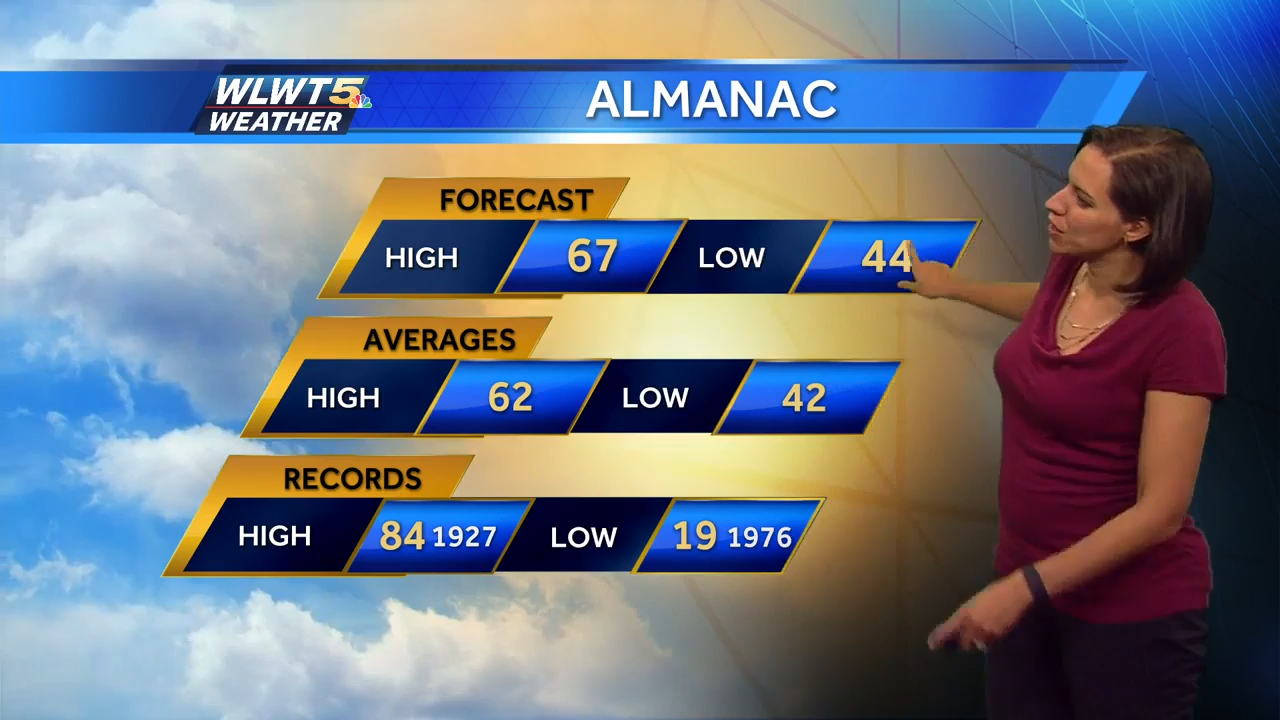 WLWT5
WEATHER
ALMANAC
FORECAST
HIGH 67 LOW 44
AVERAGES
HIGH 62 LOW 42
RECORDS
HIGH 84 1927 LOW 19 1976